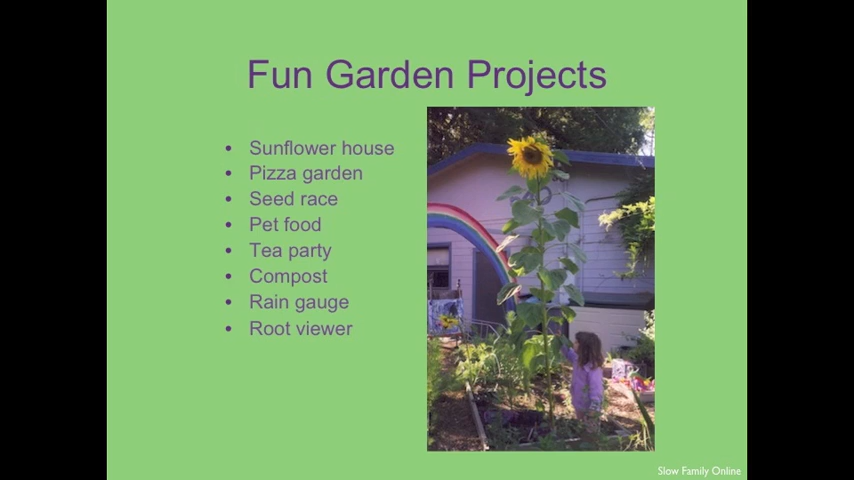 Fun Garden Projects
• Sunflower house
• Pizza garden
• Seed race
• Pet food
• Tea party
• Compost
• Rain gauge
• Root viewer
Slow Family Online